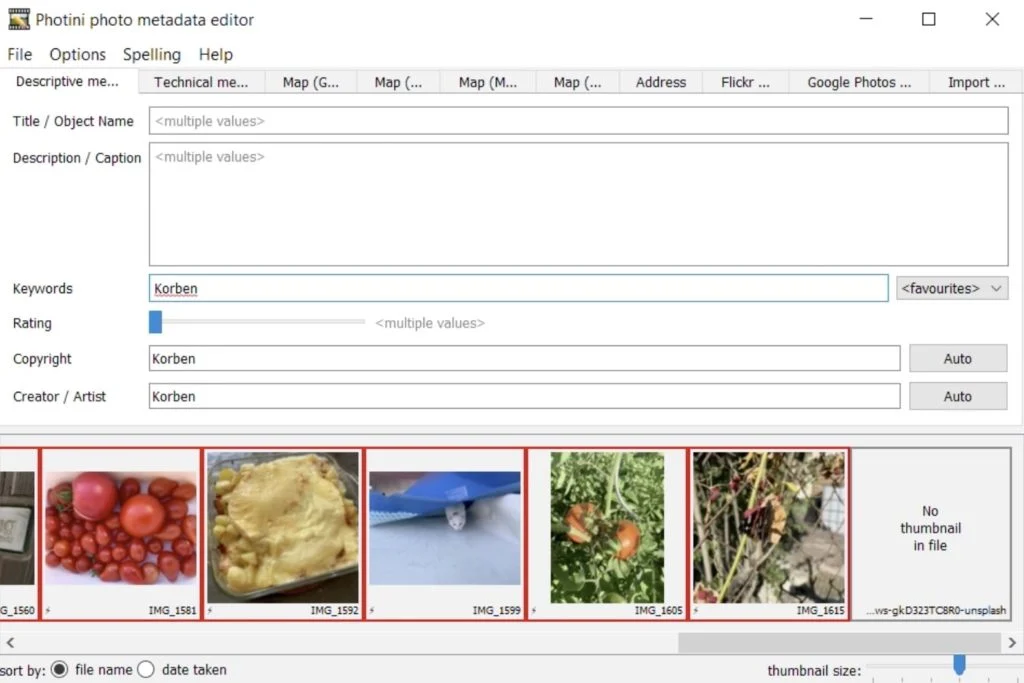 Photini photo metadata editor
File Options Spelling Help
Descriptive me... Technical me... Map (G... Map (... Map (M... Map (... Address Flickr ... Google Photos ... Import ...
Title / Object Name <multiple values>
Description / Caption <multiple values>
Keywords Korben <favourites>
Rating <multiple values>
Copyright Korben Auto
Creator / Artist Korben Auto
No
thumbnail
in file
G_1560 IMG_1581 IMG_1592 IMG_1599 IMG_1605 IMG_1615 ...ws-gkD323TC8R0-unsplash
sort by: file name date taken thumbnail size: